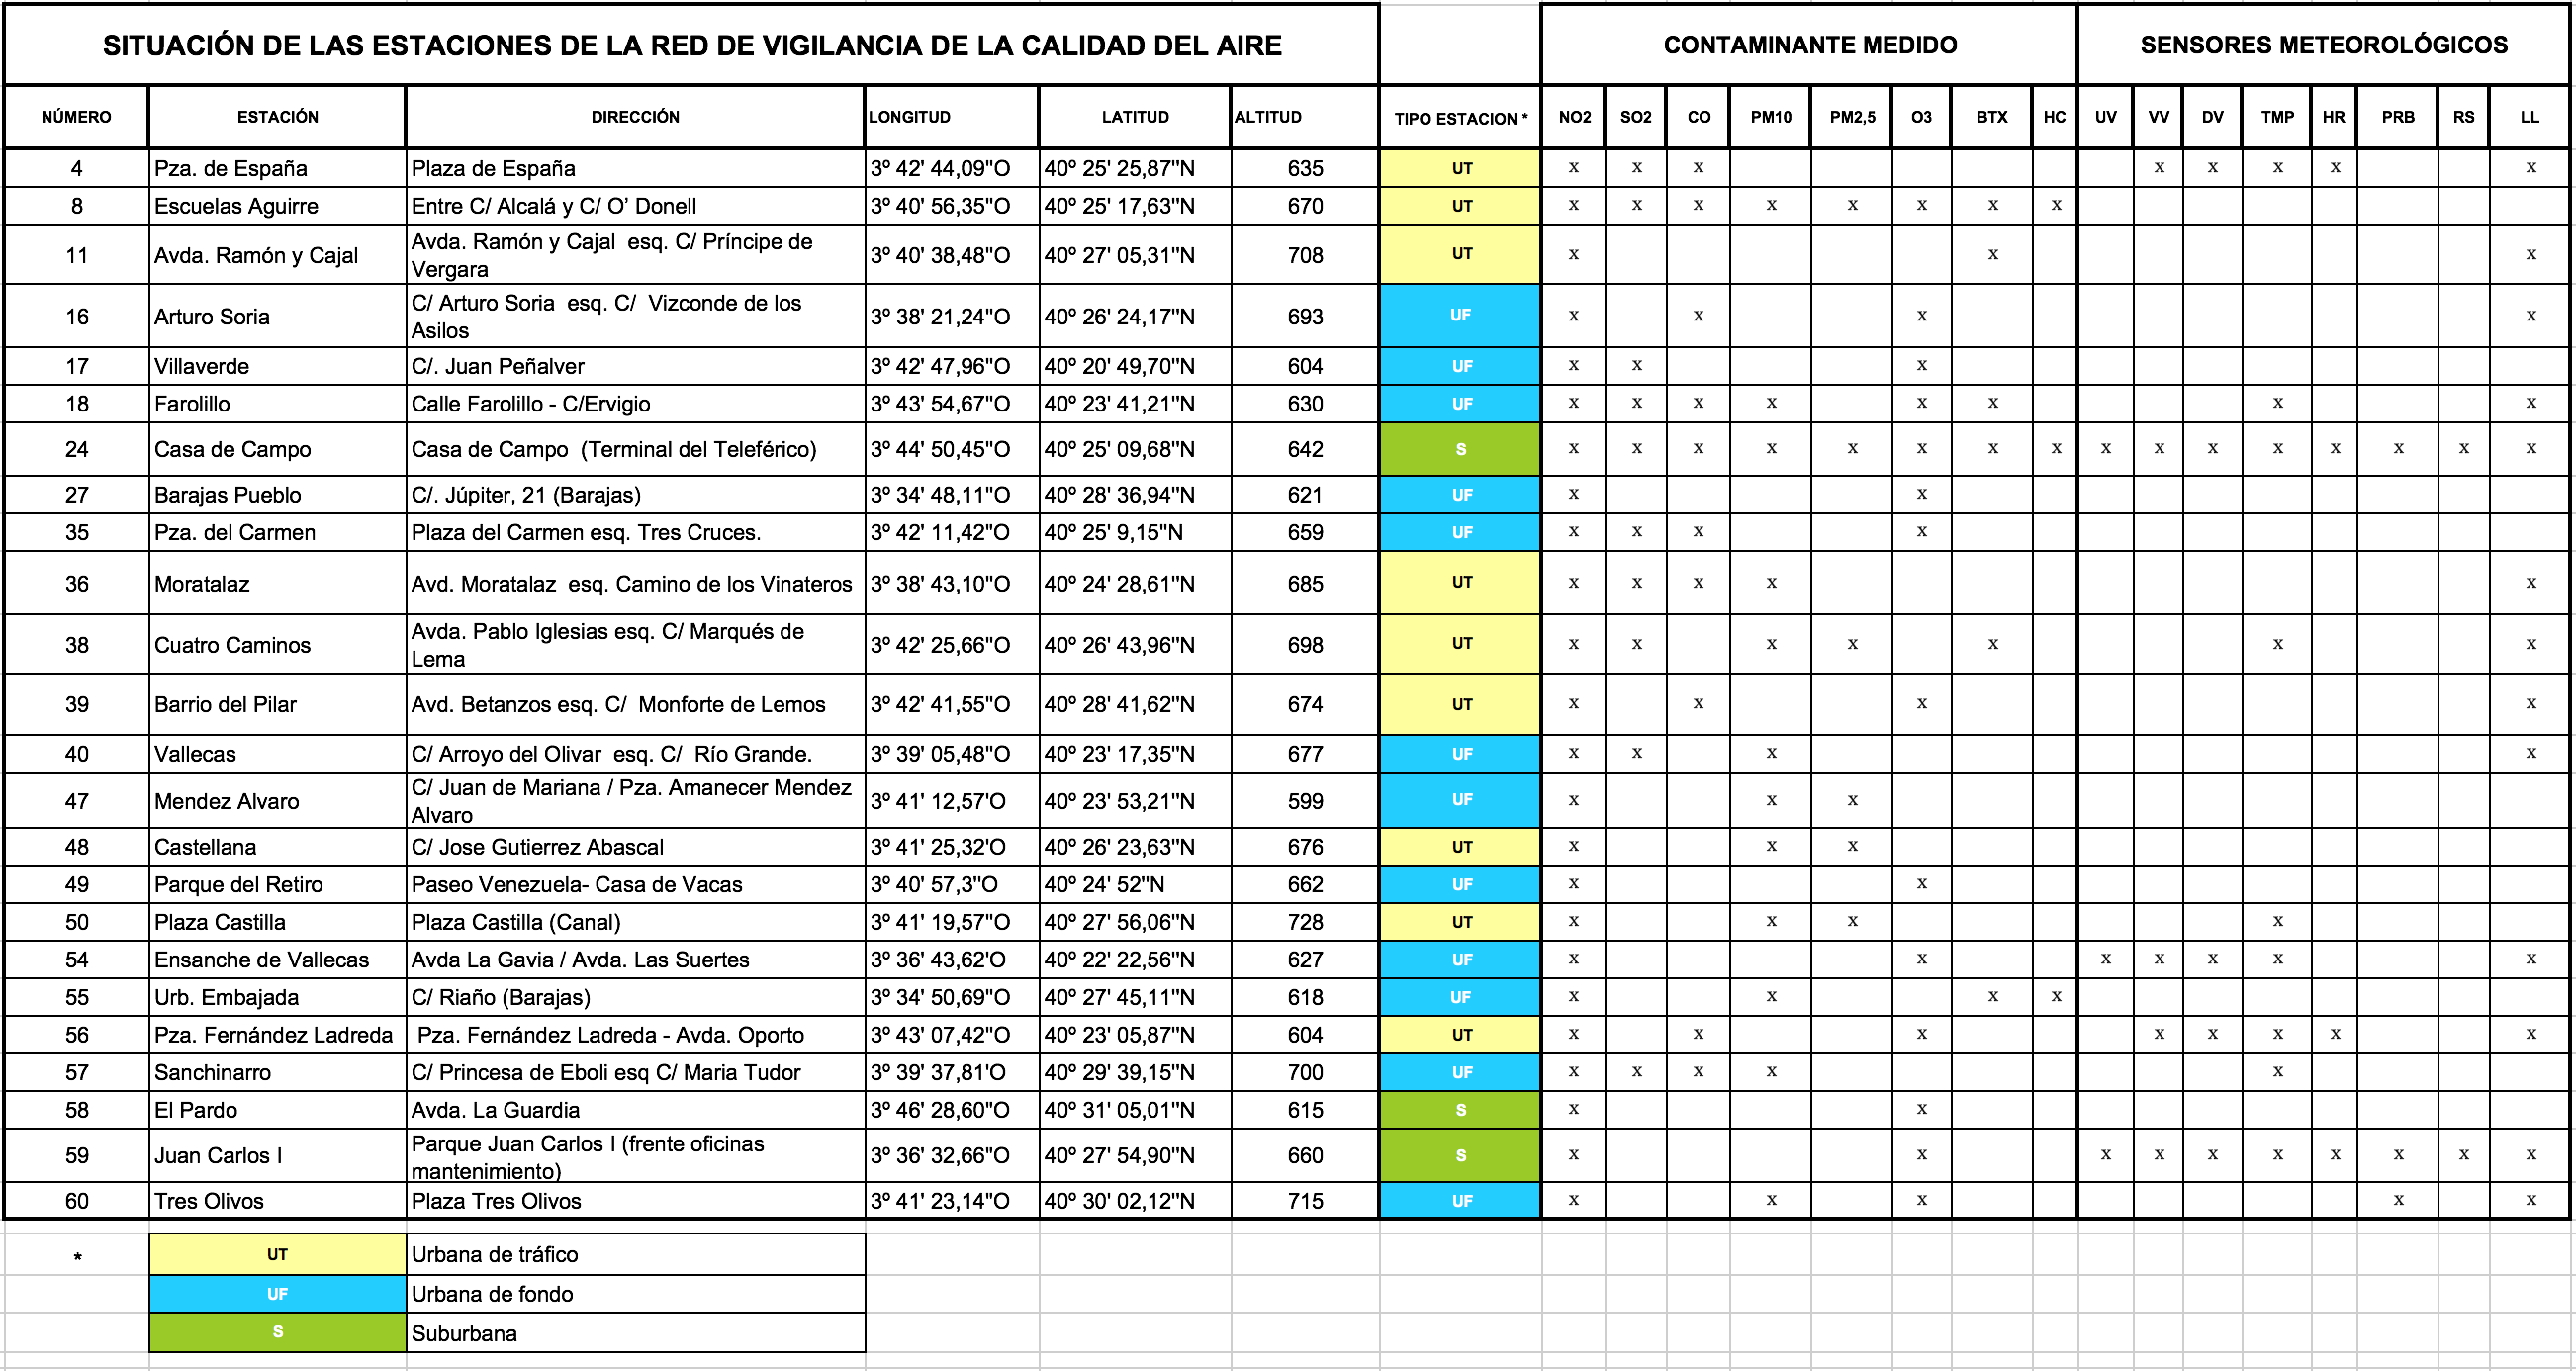 SITUACIÓN DE LAS ESTACIONES DE LA RED DE VIGILANCIA DE LA CALIDAD DEL AIRE CONTAMINANTE MEDIDO SENSORES METEOROLÓGICOS
NÚMERO ESTACIÓN DIRECCIÓN LONGITUD LATITUD ALTITUD TIPO ESTACION * NO2 SO2 CO PM10 PM2,5 O3 BTX HC UV VV DV TMP HR PRB RS LL
4 Pza. de España Plaza de España 3º 42' 44,09"O 40º 25' 25,87"N 635 UT x x x x x x x x
8 Escuelas Aguirre Entre C/ Alcalá y C/ O' Donell 3º 40' 56,35"O 40º 25' 17,63"N 670 UT x x x x x x x x
11 Avda. Ramón y Cajal Avda. Ramón y Cajal esq. C/ Príncipe de
Vergara 3º 40' 38,48"O 40º 27' 05,31"N 708 UT x x x
16 Arturo Soria C/ Arturo Soria esq. C/ Vizconde de los
Asilos 3º 38' 21,24"O 40º 26' 24,17"N 693 UF x x x x
17 Villaverde C/. Juan Peñalver 3º 42' 47,96"O 40º 20' 49,70"N 604 UF x x x
18 Farolillo Calle Farolillo - C/Ervigio 3º 43' 54,67"O 40º 23' 41,21"N 630 UF x x x x x x x x
24 Casa de Campo Casa de Campo (Terminal del Teleférico) 3º 44' 50,45"O 40º 25' 09,68"N 642 S x x x x x x x x x x x x x x x x
27 Barajas Pueblo C/. Júpiter, 21 (Barajas) 3º 34' 48,11"O 40º 28' 36,94"N 621 UF x x
35 Pza. del Carmen Plaza del Carmen esq. Tres Cruces. 3º 42' 11,42"O 40º 25' 9,15"N 659 UF x x x x
36 Moratalaz Avd. Moratalaz esq. Camino de los Vinateros 3º 38' 43,10"O 40º 24' 28,61"N 685 UT x x x x x
38 Cuatro Caminos Avda. Pablo Iglesias esq. C/ Marqués de
Lema 3º 42' 25,66"O 40º 26' 43,96"N 698 UT x x x x x x x
39 Barrio del Pilar Avd. Betanzos esq. C/ Monforte de Lemos 3º 42' 41,55"O 40º 28' 41,62"N 674 UT x x x x
40 Vallecas C/ Arroyo del Olivar esq. C/ Río Grande. 3º 39' 05,48"O 40º 23' 17,35"N 677 UF x x x x
47 Mendez Alvaro C/ Juan de Mariana / Pza. Amanecer Mendez
Alvaro 3º 41' 12,57'O 40º 23' 53,21"N 599 UF x x x
48 Castellana C/ Jose Gutierrez Abascal 3º 41' 25,32'O 40º 26' 23,63"N 676 UT x x x
49 Parque del Retiro Paseo Venezuela- Casa de Vacas 3º 40' 57,3"O 40º 24' 52"N 662 UF x x
50 Plaza Castilla Plaza Castilla (Canal) 3º 41' 19,57"O 40º 27' 56,06"N 728 UT x x x x
54 Ensanche de Vallecas Avda La Gavia / Avda. Las Suertes 3º 36' 43,62'O 40º 22' 22,56"N 627 UF x x x x x x x
55 Urb. Embajada C/ Riaño (Barajas) 3º 34' 50,69"O 40º 27' 45,11"N 618 UF x x x x
56 Pza. Fernández Ladreda Pza. Fernández Ladreda - Avda. Oporto 3º 43' 07,42"O 40º 23' 05,87"N 604 UT x x x x x x x x
57 Sanchinarro C/ Princesa de Eboli esq C/ Maria Tudor 3º 39' 37,81'O 40º 29' 39,15"N 700 UF x x x x x
58 El Pardo Avda. La Guardia 3º 46' 28,60"O 40º 31' 05,01"N 615 S x x
59 Juan Carlos I Parque Juan Carlos I (frente oficinas
mantenimiento) 3º 36' 32,66"O 40º 27' 54,90"N 660 S x x x x x x x x x x
60 Tres Olivos Plaza Tres Olivos 3º 41' 23,14"O 40º 30' 02,12"N 715 UF x x x x x
* UT Urbana de tráfico
UF Urbana de fondo
S Suburbana